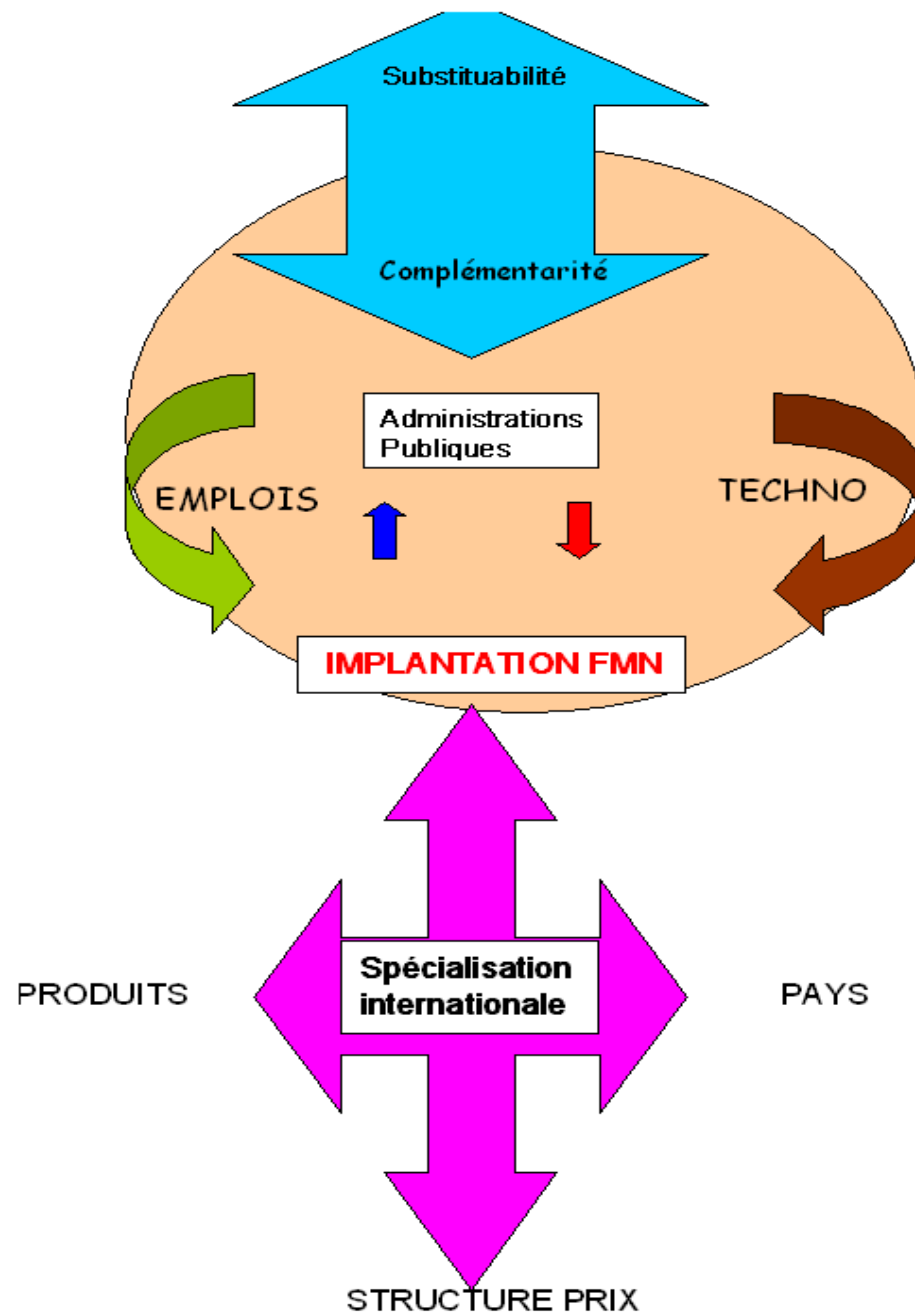 Substituabilité
Complémentarité
Administrations
Publiques
EMPLOIS
TECHNO
IMPLANTATION FMN
Spécialisation
internationale
PRODUITS
PAYS
STRUCTURE PRIX